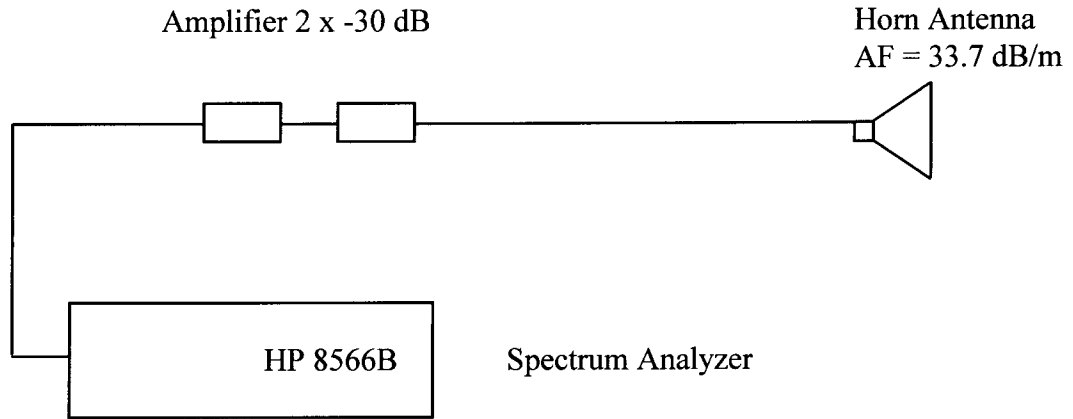 Amplifier 2 x -30 dB
Horn Antenna
AF = 33.7 dB/m
HP 8566B
Spectrum Analyzer